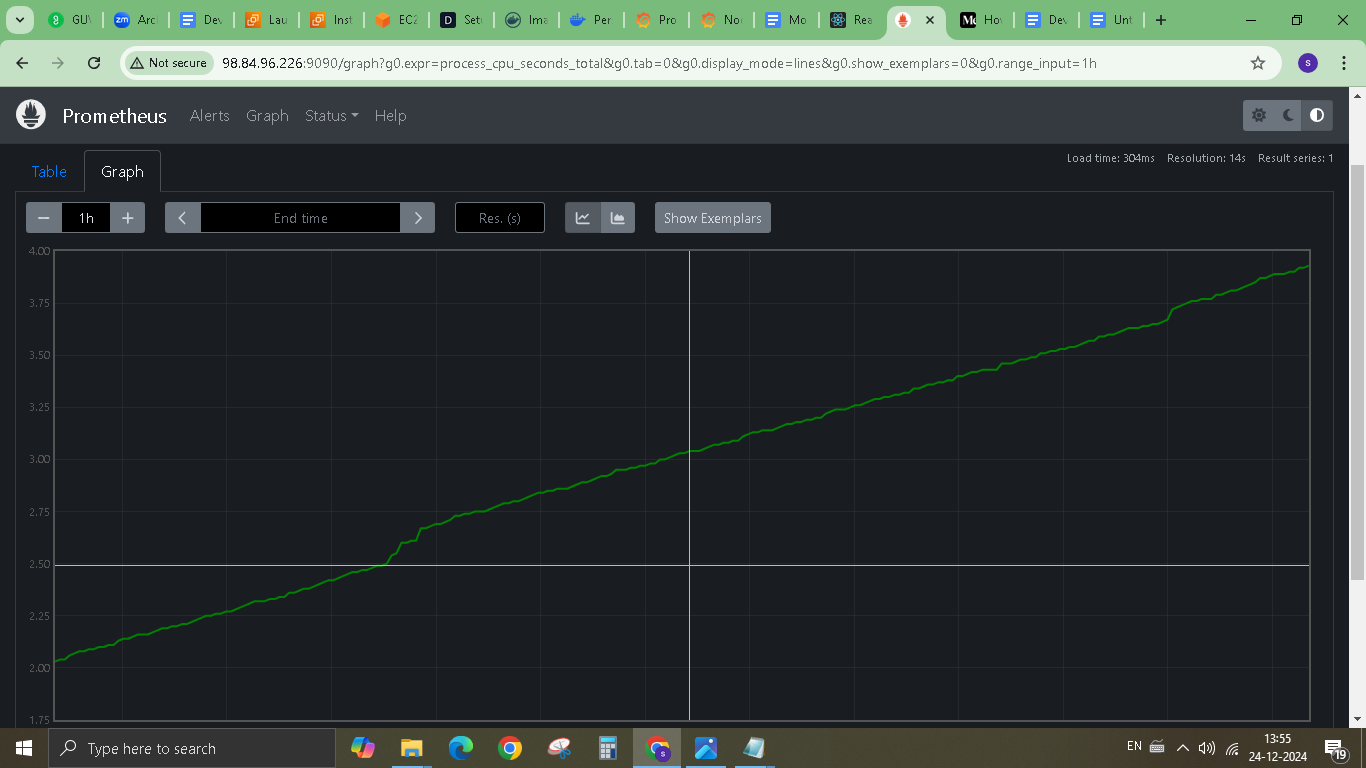 GU
Arc
Dev
Lau
Inst
EC2
Set
Ima
Per
Pro
No
Mo
Rea
Ho
Dev
Unt
Not secure 98.84.96.226:9090/graph?g0.expr=process_cpu_seconds_total&g0.tab=0&g0.display_mode=lines&g0.show_exemplars=0&g0.range_input=1h
Prometheus Alerts Graph Status Help
Load time: 304ms Resolution: 14s Result series: 1
Table Graph
1h End time Res. (s) Show Exemplars
4.00
3.75
3.50
3.25
3.00
2.75
2.50
2.25
2.00
1.75
Type here to search
EN
13:55
24-12-2024
19